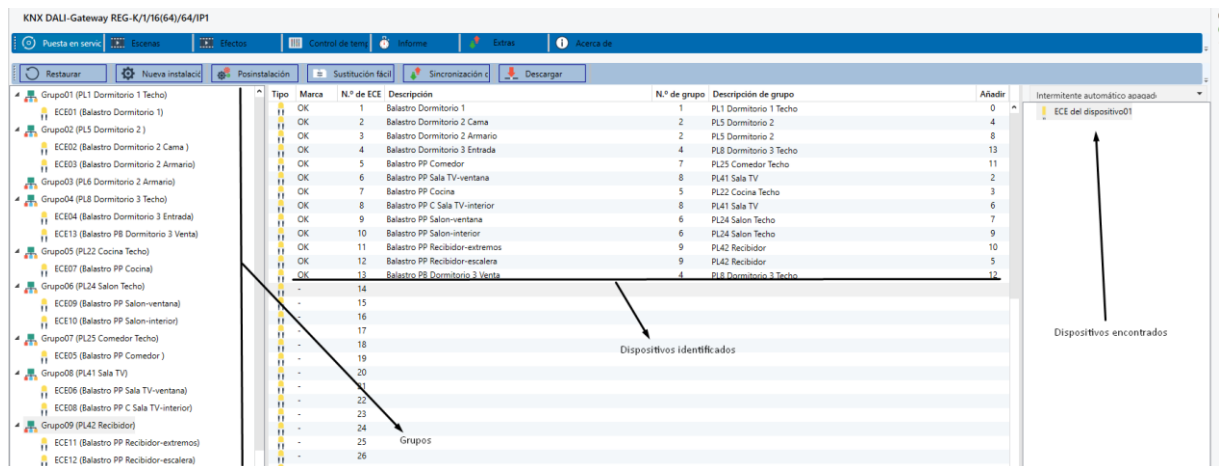 KNX DALI-Gateway REG-K/1/16(64)/64/IP1
Puesta en servic Escenas Efectos Control de temp Informe Extras Acerca de
Restaurar Nueva instalació Posinstalación Sustitución fácil Sincronización c Descargar
Grupo01 (PL1 Dormitorio 1 Techo)
ECE01 (Balastro Dormitorio 1)
Grupo02 (PL5 Dormitorio 2 )
ECE02 (Balastro Dormitorio 2 Cama )
ECE03 (Balastro Dormitorio 2 Armario)
Grupo03 (PL6 Dormitorio 2 Armario)
Grupo04 (PL8 Dormitorio 3 Techo)
ECE04 (Balastro Dormitorio 3 Entrada)
ECE13 (Balastro PB Dormitorio 3 Venta)
Grupo05 (PL22 Cocina Techo)
ECE07 (Balastro PP Cocina)
Grupo06 (PL24 Salon Techo)
ECE09 (Balastro PP Salon-ventana)
ECE10 (Balastro PP Salon-interior)
Grupo07 (PL25 Comedor Techo)
ECE05 (Balastro PP Comedor )
Grupo08 (PL41 Sala TV)
ECE06 (Balastro PP Sala TV-ventana)
ECE08 (Balastro PP C Sala TV-interior)
Grupo09 (PL42 Recibidor)
ECE11 (Balastro PP Recibidor-extremos)
ECE12 (Balastro PP Recibidor-escalera)
Tipo Marca N.º de ECE Descripción N.º de grupo Descripción de grupo Añadir
OK 1 Balastro Dormitorio 1 1 PL1 Dormitorio 1 Techo 0
OK 2 Balastro Dormitorio 2 Cama 2 PL5 Dormitorio 2 4
OK 3 Balastro Dormitorio 2 Armario 2 PL5 Dormitorio 2 8
OK 4 Balastro Dormitorio 3 Entrada 4 PL8 Dormitorio 3 Techo 13
OK 5 Balastro PP Comedor 7 PL25 Comedor Techo 11
OK 6 Balastro PP Sala TV-ventana 8 PL41 Sala TV 2
OK 7 Balastro PP Cocina 5 PL22 Cocina Techo 3
OK 8 Balastro PP C Sala TV-interior 8 PL41 Sala TV 6
OK 9 Balastro PP Salon-ventana 6 PL24 Salon Techo 7
OK 10 Balastro PP Salon-interior 6 PL24 Salon Techo 9
OK 11 Balastro PP Recibidor-extremos 9 PL42 Recibidor 10
OK 12 Balastro PP Recibidor-escalera 9 PL42 Recibidor 5
OK 13 Balastro PB Dormitorio 3 Venta 4 PL8 Dormitorio 3 Techo 12
- 14
- 15
- 16
- 17
- 18
- 19
- 20
- 21
- 22
- 23
- 24
- 25
- 26
Dispositivos identificados
Grupos
Intermitente automático apagad
ECE del dispositivo01
Dispositivos encontrados